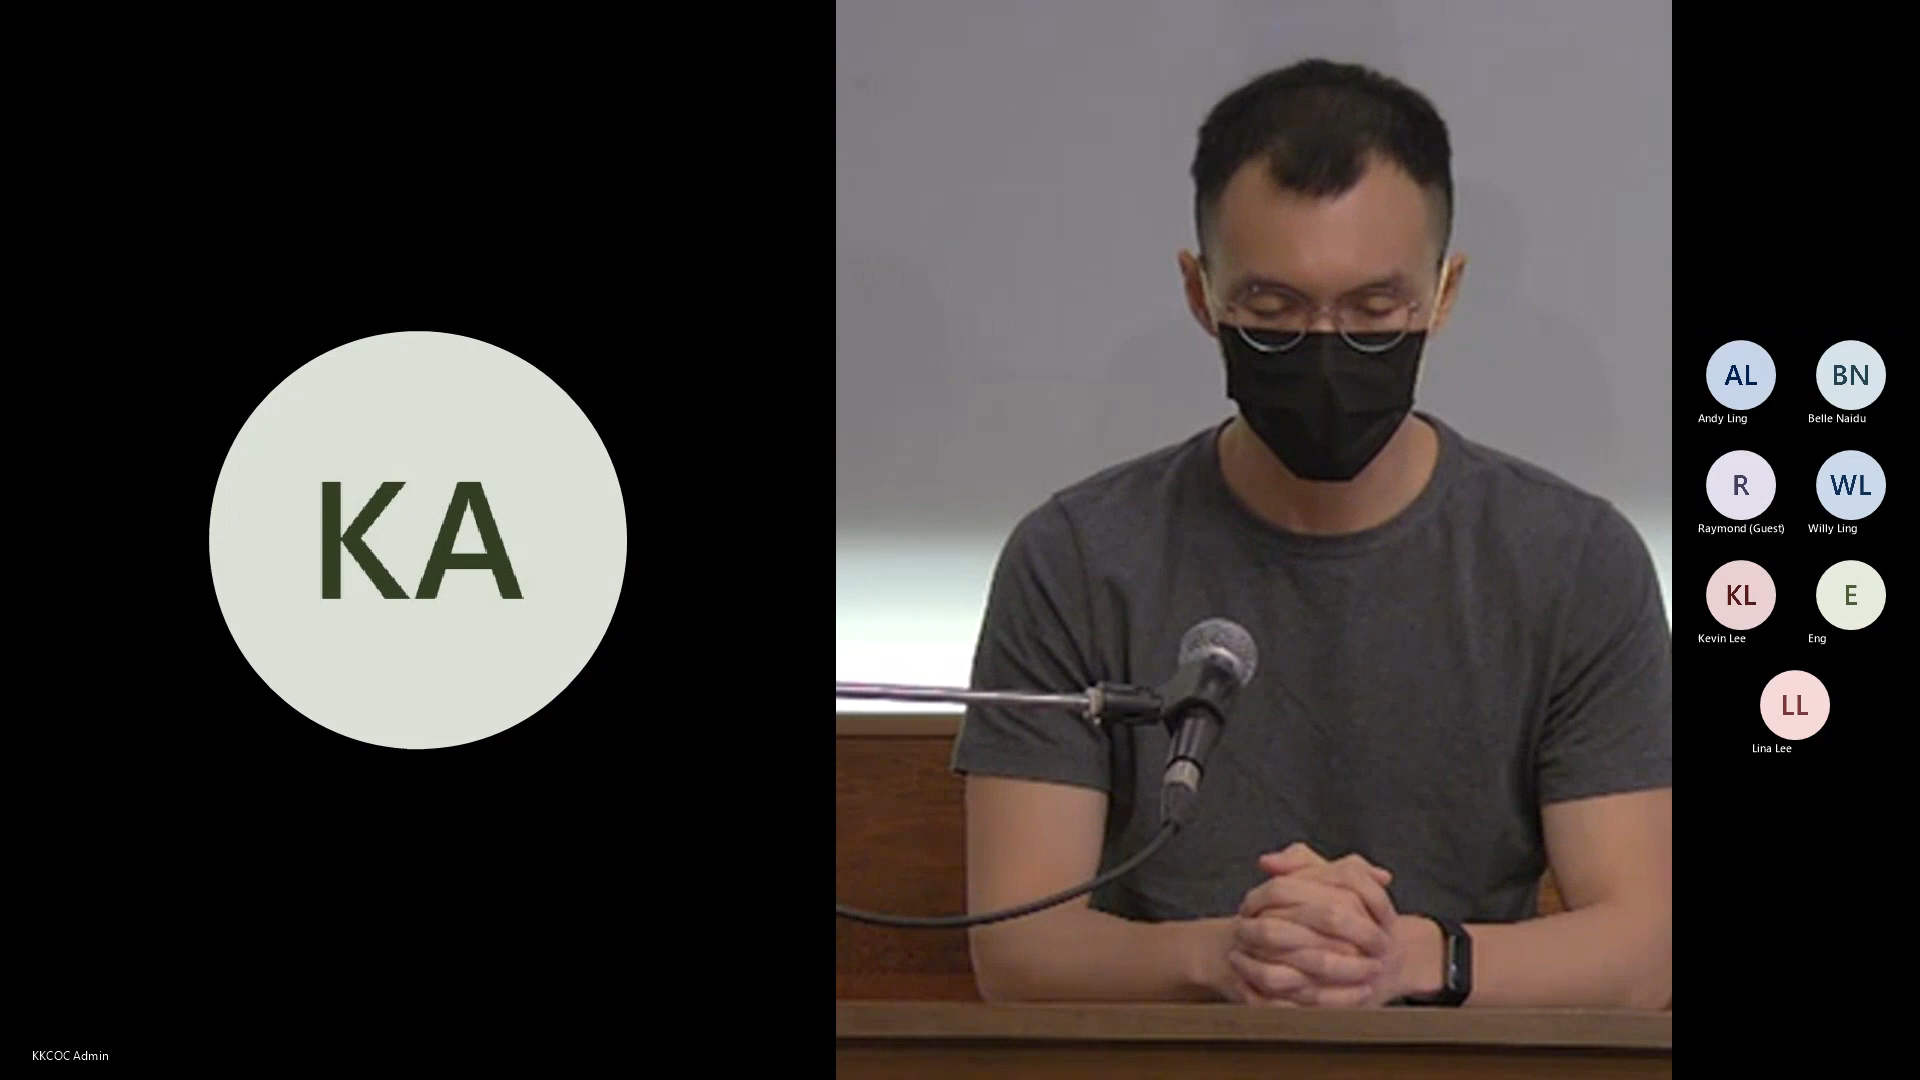 KA
KKCOC Admin
AL
BN
Andy Ling
Belle Naidu
R
WL
Raymond (Guest)
Willy Ling
KL
E
Kevin Lee
Eng
LL
Lina Lee